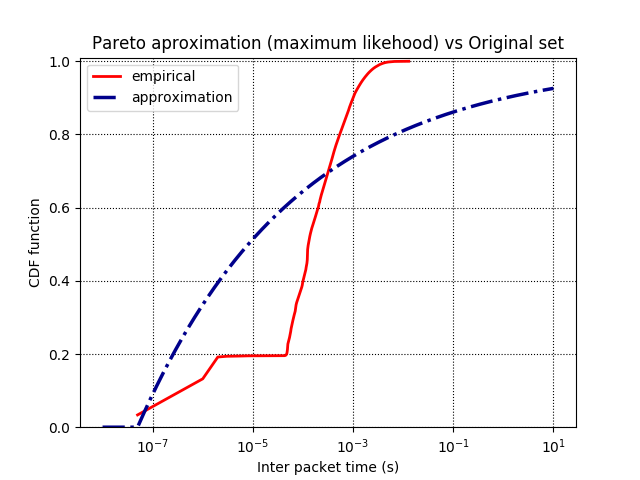 Pareto aproximation (maximum likehood) vs Original set
empirical
approximation
CDF function
1.0
0.8
0.6
0.4
0.2
0.0
10^-7
10^-5
10^-3
10^-1
10^1
Inter packet time (s)